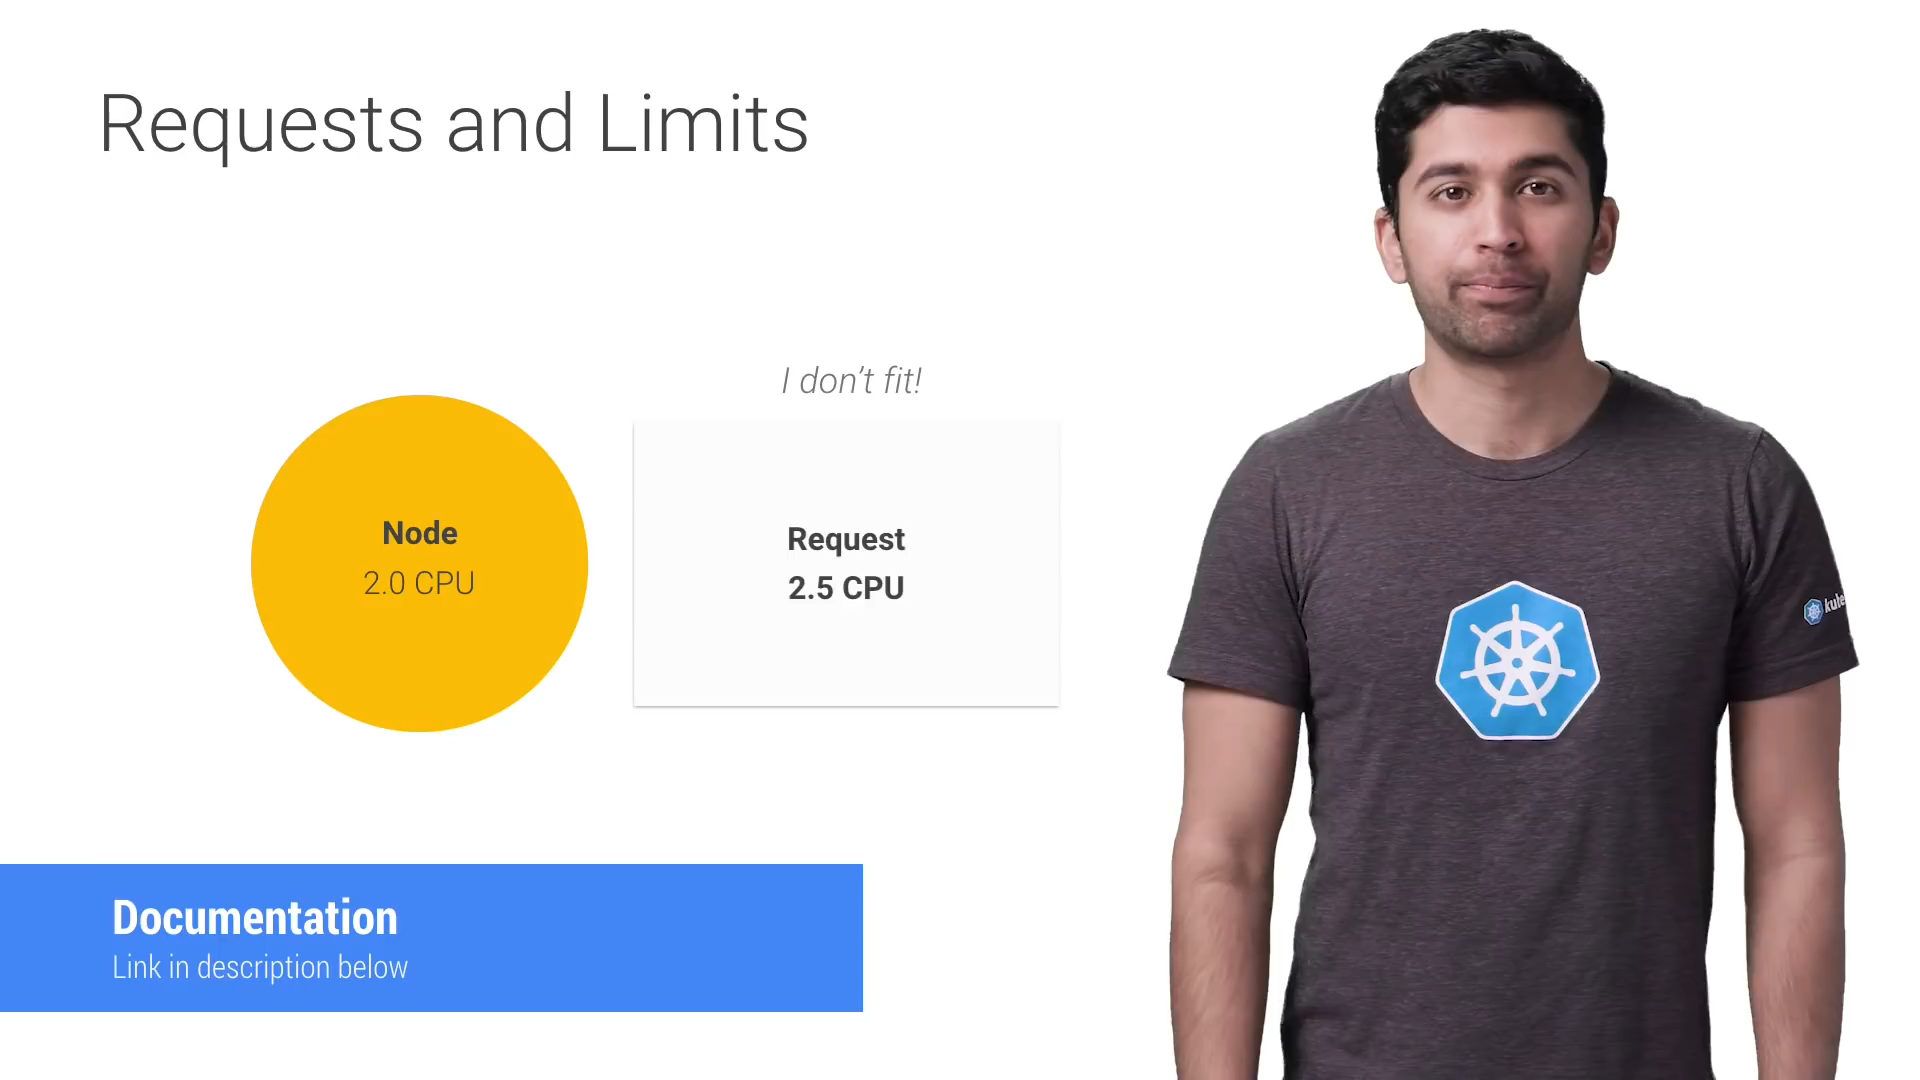 Requests and Limits
I don't fit!
Node
2.0 CPU
Request
2.5 CPU
Documentation
Link in description below